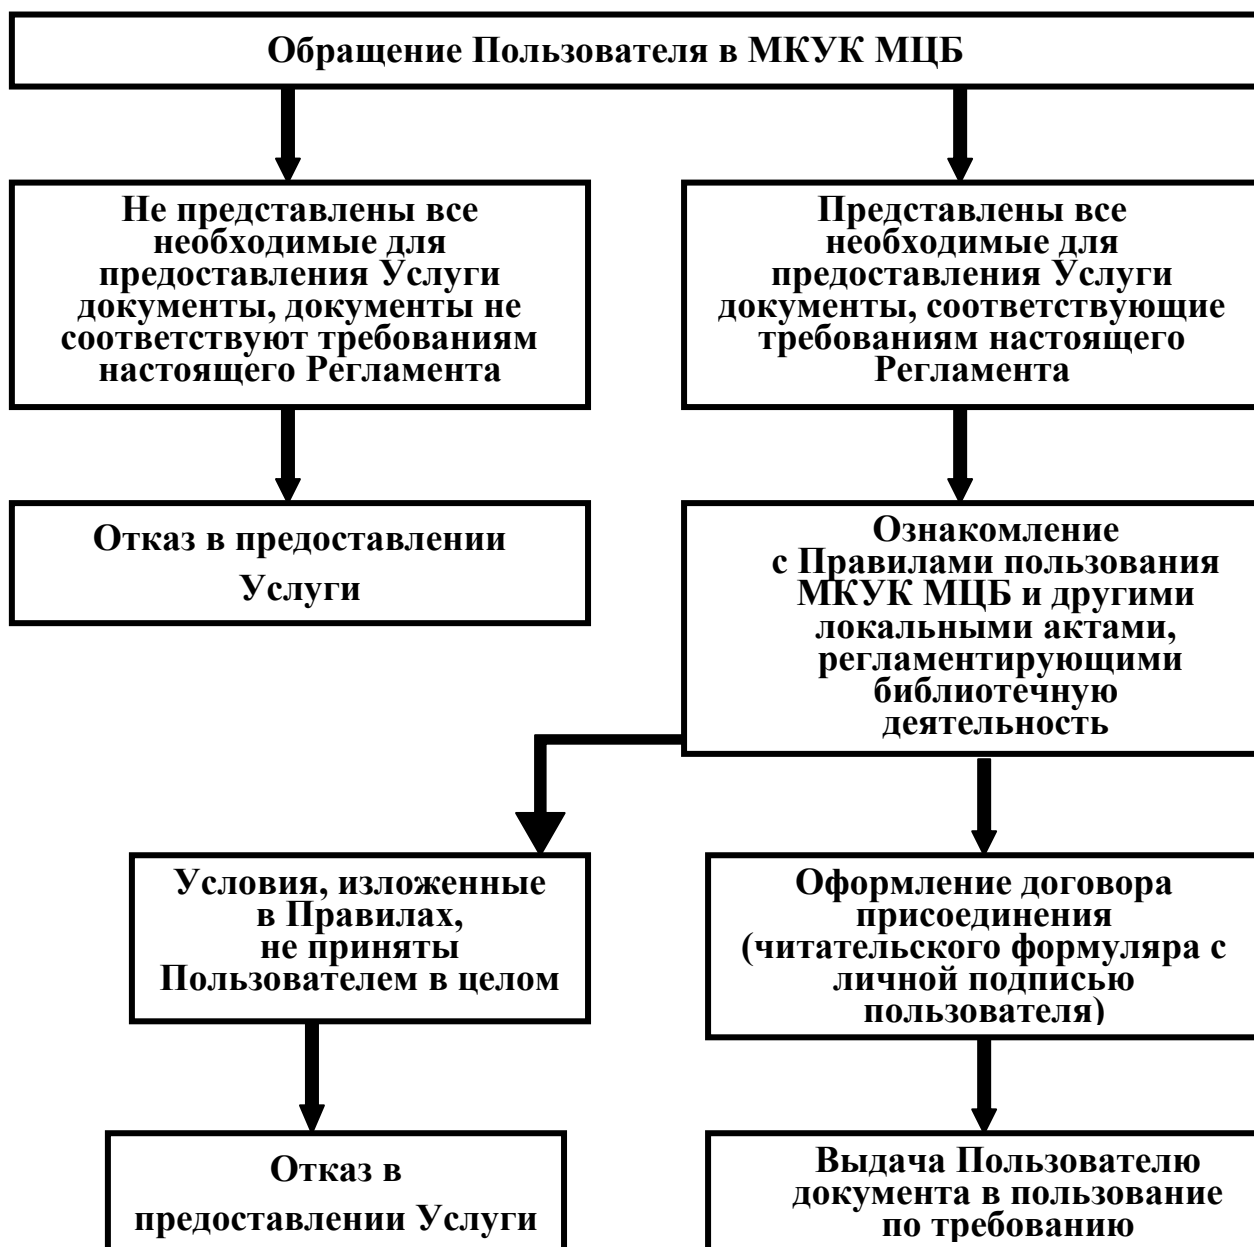 Обращение Пользователя в МКУК МЦБ
Не представлены все
необходимые для
предоставления Услуги
документы, документы не
соответствуют требованиям
настоящего Регламента
Представлены все
необходимые для
предоставления Услуги
документы, соответствующие
требованиям настоящего
Регламента
Отказ в предоставлении
Услуги
Ознакомление
с Правилами пользования
МКУК МЦБ и другими
локальными актами,
регламентирующими
библиотечную
деятельность
Условия, изложенные
в Правилах,
не приняты
Пользователем в целом
Оформление договора
присоединения
(читательского формуляра с
личной подписью
пользователя)
Отказ в
предоставлении Услуги
Выдача Пользователю
документа в пользование
по требованию